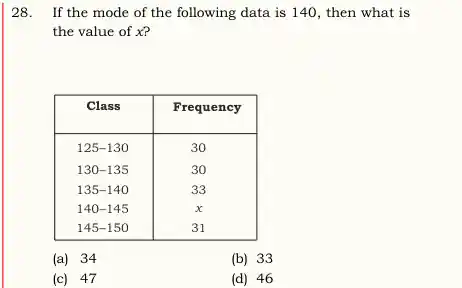 28. If the mode of the following data is 140, then what is
the value of x?
Class Frequency
125–130 30
130–135 30
135–140 33
140–145 x
145–150 31
(a) 34 (b) 33
(c) 47 (d) 46